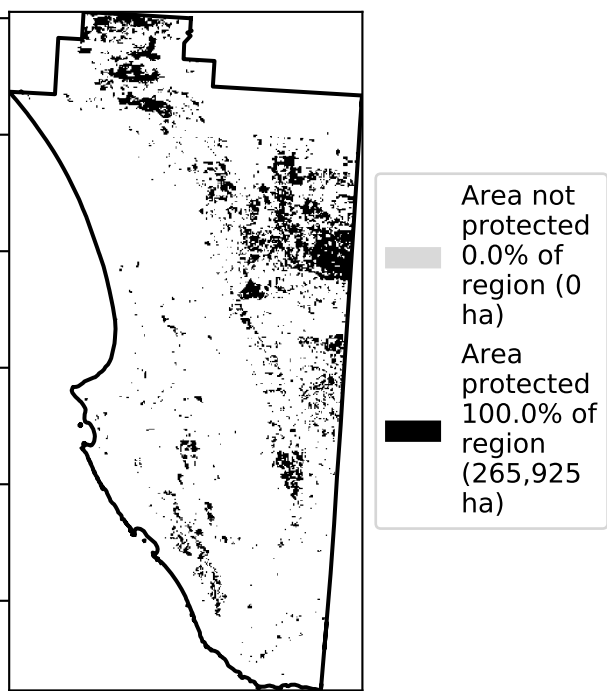 Area not
protected
0.0% of
region (0
ha)
Area
protected
100.0% of
region
(265,925
ha)